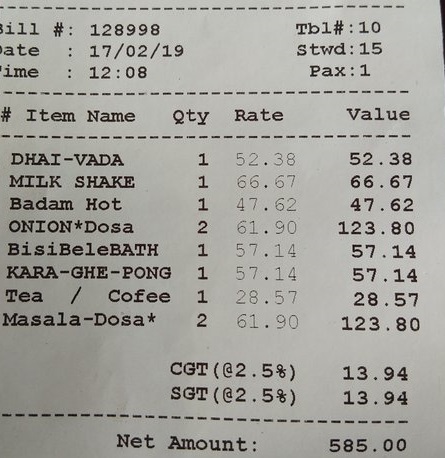 Bill #: 128998 Tbl#:10
Date : 17/02/19 Stwd:15
Time : 12:08 Pax:1
# Item Name Qty Rate Value
DHAI-VADA 1 52.38 52.38
MILK SHAKE 1 66.67 66.67
Badam Hot 1 47.62 47.62
ONION*Dosa 2 61.90 123.80
BisiBeleBATH 1 57.14 57.14
KARA-GHE-PONG 1 57.14 57.14
Tea / Cofee 1 28.57 28.57
Masala-Dosa* 2 61.90 123.80
CGT(@2.5%) 13.94
SGT(@2.5%) 13.94
Net Amount: 585.00